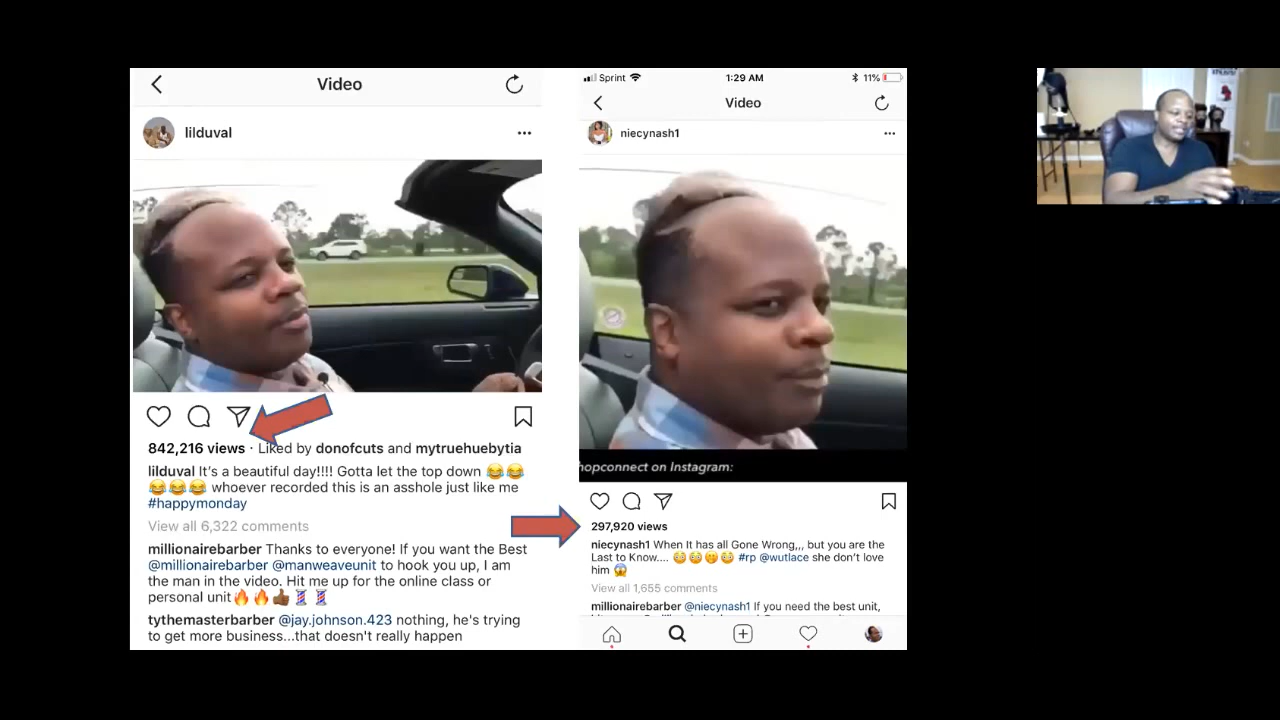 Video
lilduval
842,216 views · Liked by donofcuts and mytruehuebytia
lilduval It's a beautiful day!!!! Gotta let the top down 😂😂
😂😂😂 whoever recorded this is an asshole just like me
#happymonday
View all 6,322 comments
millionairebarber Thanks to everyone! If you want the Best
@millionairebarber @manweaveunit to hook you up, I am
the man in the video. Hit me up for the online class or
personal unit🔥🔥👍🏾💈💈
tythemasterbarber @jay.johnson.423 nothing, he's trying
to get more business...that doesn't really happen
Sprint 1:29 AM 11%
Video
niecynash1
hopconnect on Instagram:
297,920 views
niecynash1 When It has all Gone Wrong,,, but you are the
Last to Know.... 😳😳🤭😳 #rp @wutlace she don't love
him 😱
View all 1,655 comments
millionairebarber @niecynash1 If you need the best unit,